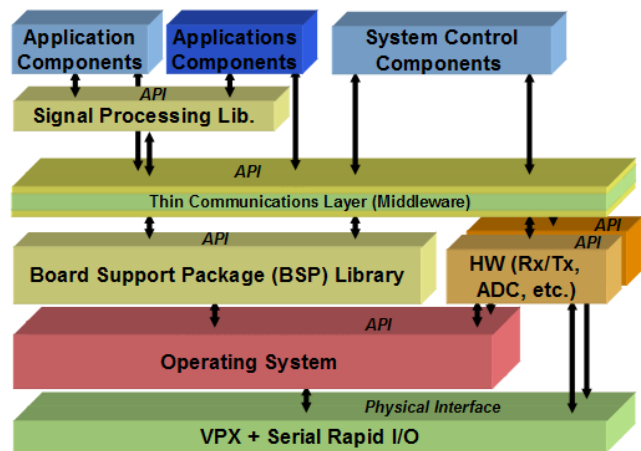 Application
Components
Applications
Components
System Control
Components
API
Signal Processing Lib.
API
Thin Communications Layer (Middleware)
API
Board Support Package (BSP) Library
API
API
HW (Rx/Tx,
ADC, etc.)
API
Operating System
Physical Interface
VPX + Serial Rapid I/O